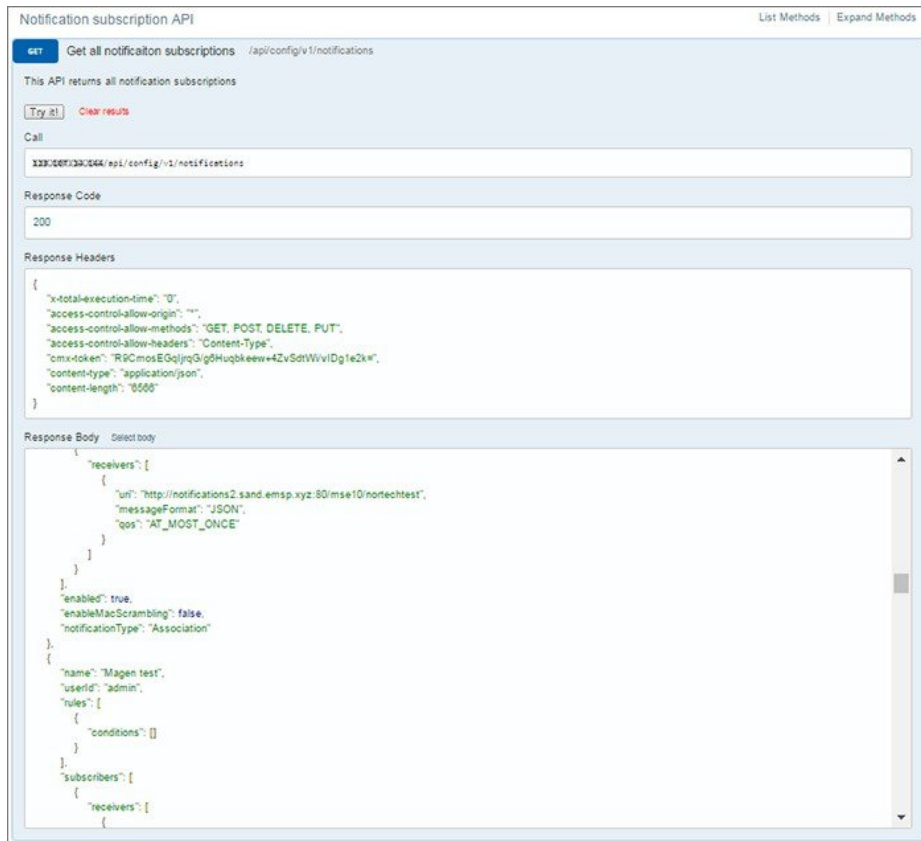 Notification subscription API
List Methods | Expand Methods
GET Get all notificaiton subscriptions /api/config/v1/notifications
This API returns all notification subscriptions
Try it! Clear results
Call
/api/config/v1/notifications
Response Code
200
Response Headers
{
"x-total-execution-time": "0",
"access-control-allow-origin": "*",
"access-control-allow-methods": "GET, POST, DELETE, PUT",
"access-control-allow-headers": "Content-Type",
"cmx-token":
"content-type": "application/json",
"content-length": "6566"
}
Response Body Select body
{
"receivers": [
{
"uri": "http://notifications2.sand.emsp.xyz:80/mse10/nortechtest",
"messageFormat": "JSON",
"qos": "AT_MOST_ONCE"
}
]
}
],
"enabled": true,
"enableMacScrambling": false,
"notificationType": "Association"
},
{
"name": "Magen test",
"userId": "admin",
"rules": [
{
"conditions": []
}
],
"subscribers": [
{
"receivers": [
{